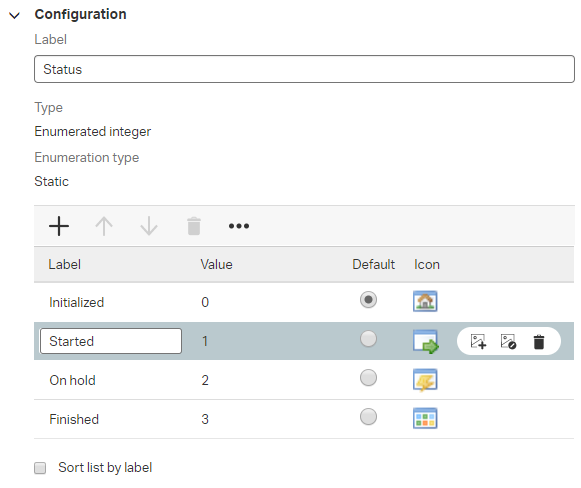 Configuration
Label
Status
Type
Enumerated integer
Enumeration type
Static
Label Value Default Icon
Initialized 0
Started 1
On hold 2
Finished 3
Sort list by label